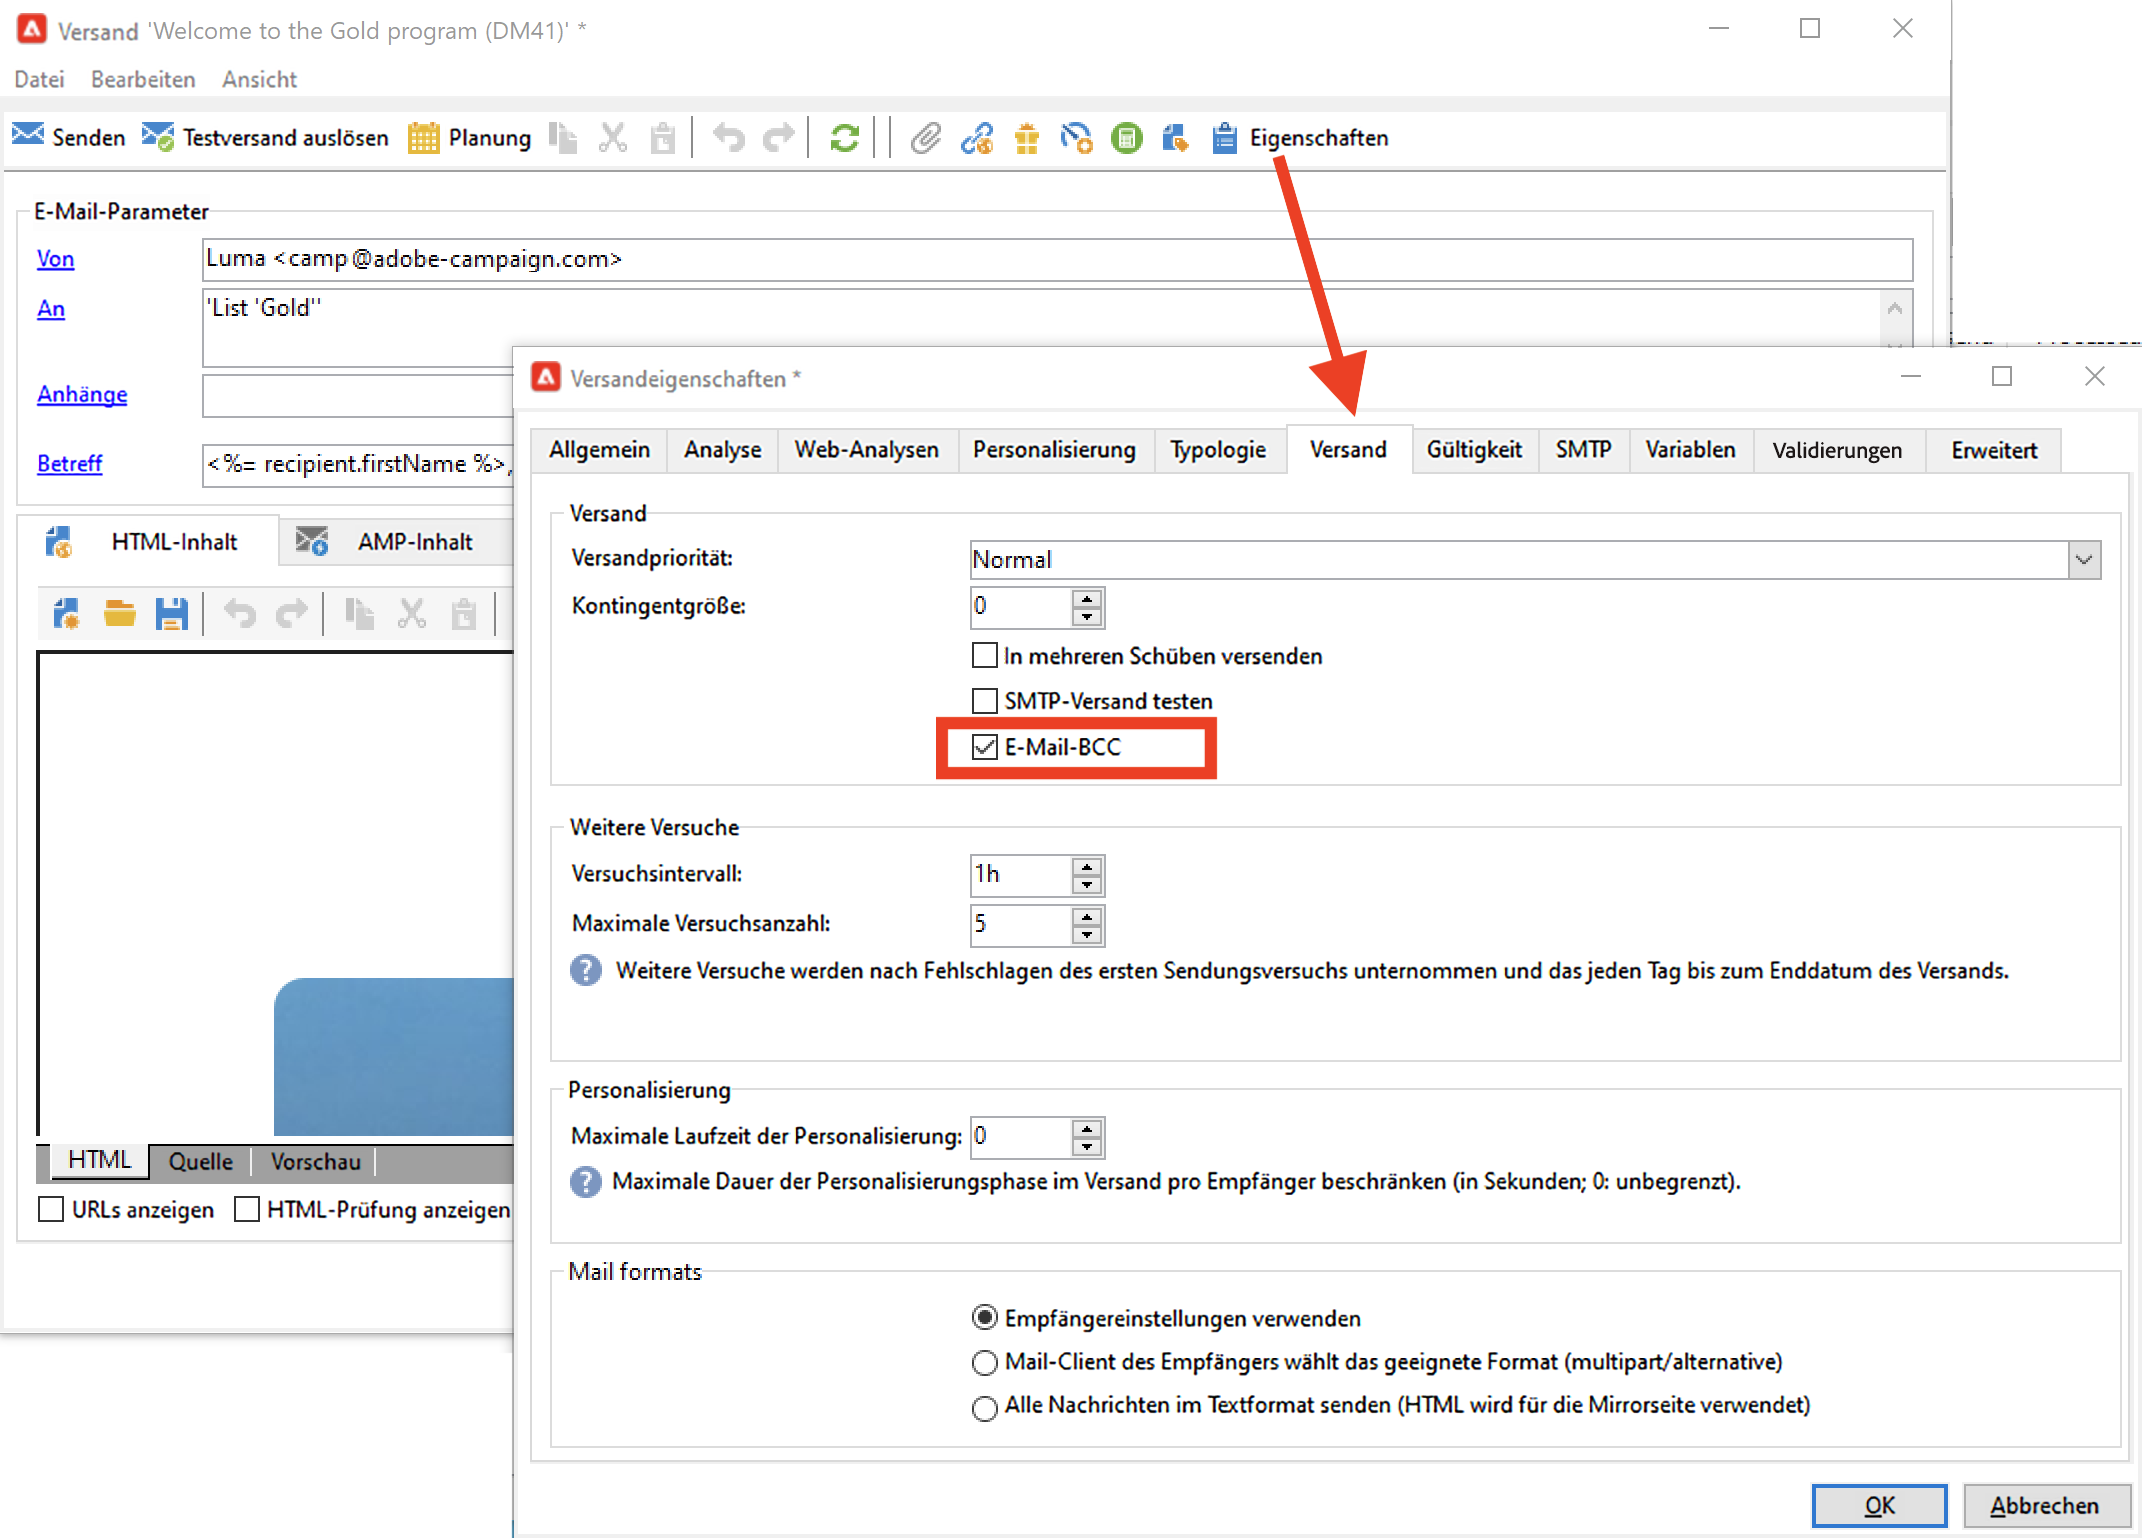 Versand 'Welcome to the Gold program (DM41)' *
Datei Bearbeiten Ansicht
Senden Testversand auslösen Planung Eigenschaften
E-Mail-Parameter
Von Luma <camp@adobe-campaign.com>
An 'List 'Gold''
Anhänge
Betreff <%= recipient.firstName %>,
HTML-Inhalt AMP-Inhalt
HTML Quelle Vorschau
URLs anzeigen HTML-Prüfung anzeigen
Versandeigenschaften *
Allgemein Analyse Web-Analysen Personalisierung Typologie Versand Gültigkeit SMTP Variablen Validierungen Erweitert
Versand
Versandpriorität: Normal
Kontingentgröße: 0
In mehreren Schüben versenden
SMTP-Versand testen
E-Mail-BCC
Weitere Versuche
Versuchsintervall: 1h
Maximale Versuchsanzahl: 5
Weitere Versuche werden nach Fehlschlagen des ersten Sendungsversuchs unternommen und das jeden Tag bis zum Enddatum des Versands.
Personalisierung
Maximale Laufzeit der Personalisierung: 0
Maximale Dauer der Personalisierungsphase im Versand pro Empfänger beschränken (in Sekunden; 0: unbegrenzt).
Mail formats
Empfängereinstellungen verwenden
Mail-Client des Empfängers wählt das geeignete Format (multipart/alternative)
Alle Nachrichten im Textformat senden (HTML wird für die Mirrorseite verwendet)
OK Abbrechen